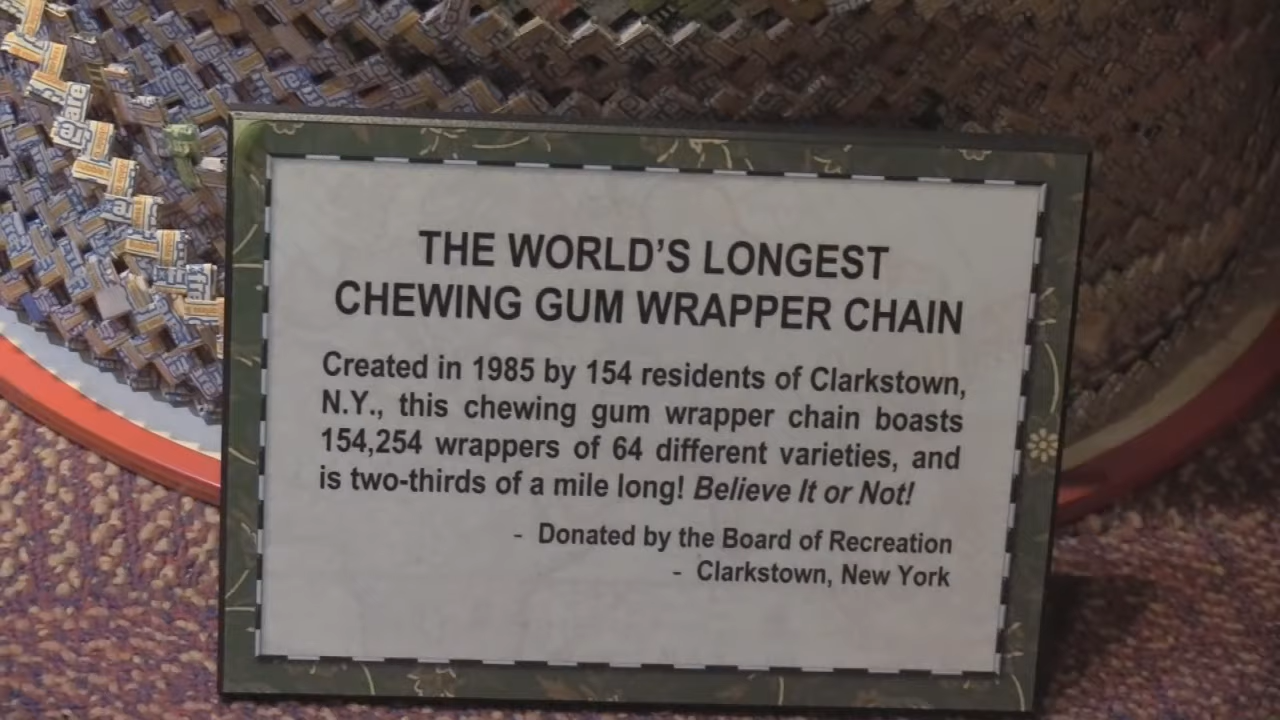 THE WORLD'S LONGEST
CHEWING GUM WRAPPER CHAIN
Created in 1985 by 154 residents of Clarkstown,
N.Y., this chewing gum wrapper chain boasts
154,254 wrappers of 64 different varieties, and
is two-thirds of a mile long! Believe It or Not!
- Donated by the Board of Recreation
- Clarkstown, New York